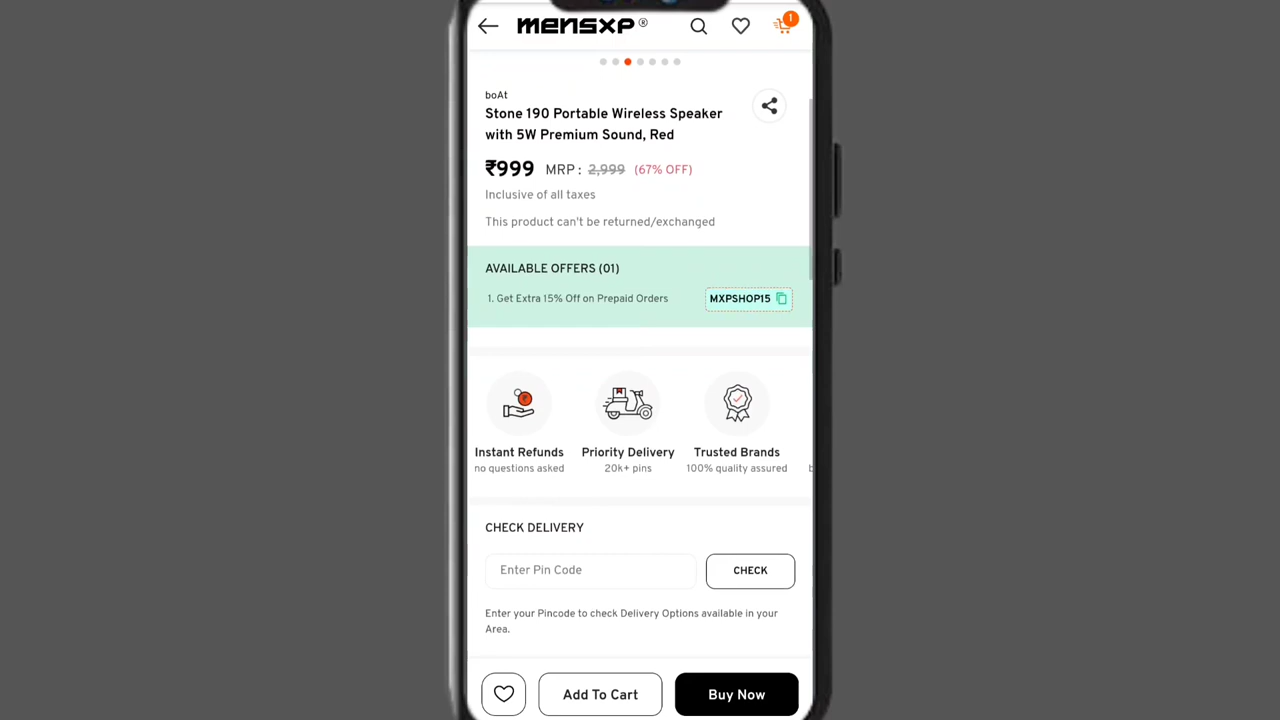 mensxp®
1
boAt
Stone 190 Portable Wireless Speaker
with 5W Premium Sound, Red
₹999 MRP : 2,999 (67% OFF)
Inclusive of all taxes
This product can't be returned/exchanged
AVAILABLE OFFERS (01)
1. Get Extra 15% Off on Prepaid Orders MXPSHOP15
Instant Refunds Priority Delivery Trusted Brands
no questions asked 20k+ pins 100% quality assured
CHECK DELIVERY
Enter Pin Code CHECK
Enter your Pincode to check Delivery Options available in your
Area.
Add To Cart Buy Now